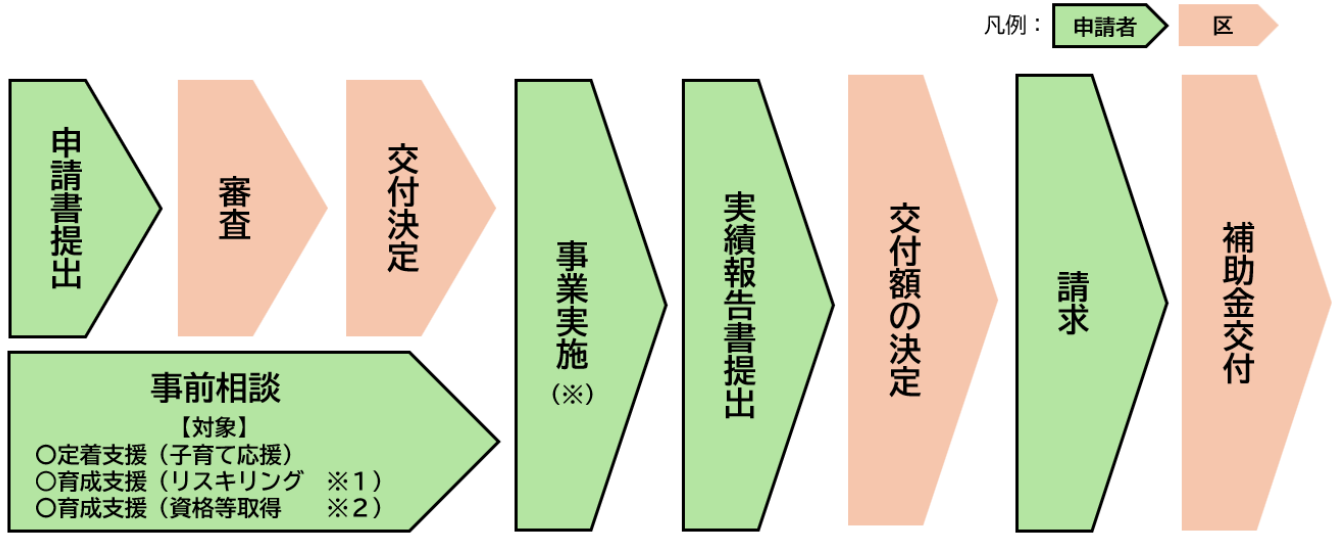 凡例：
申請者
区
申請書提出
審査
交付決定
事前相談
【対象】
〇定着支援（子育て応援）
〇育成支援（リスキリング　※１）
〇育成支援（資格等取得　　※２）
事業実施
（※）
実績報告書提出
交付額の決定
請求
補助金交付